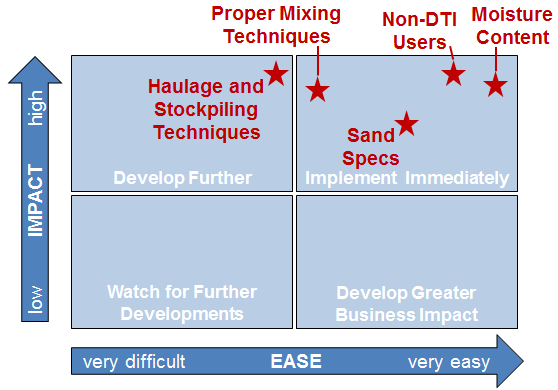 Proper Mixing
Techniques
Non-DTI
Users
Moisture
Content
Haulage and
Stockpiling
Techniques
Sand
Specs
Develop Further
Implement Immediately
Watch for Further
Developments
Develop Greater
Business Impact
high
IMPACT
low
very difficult EASE very easy